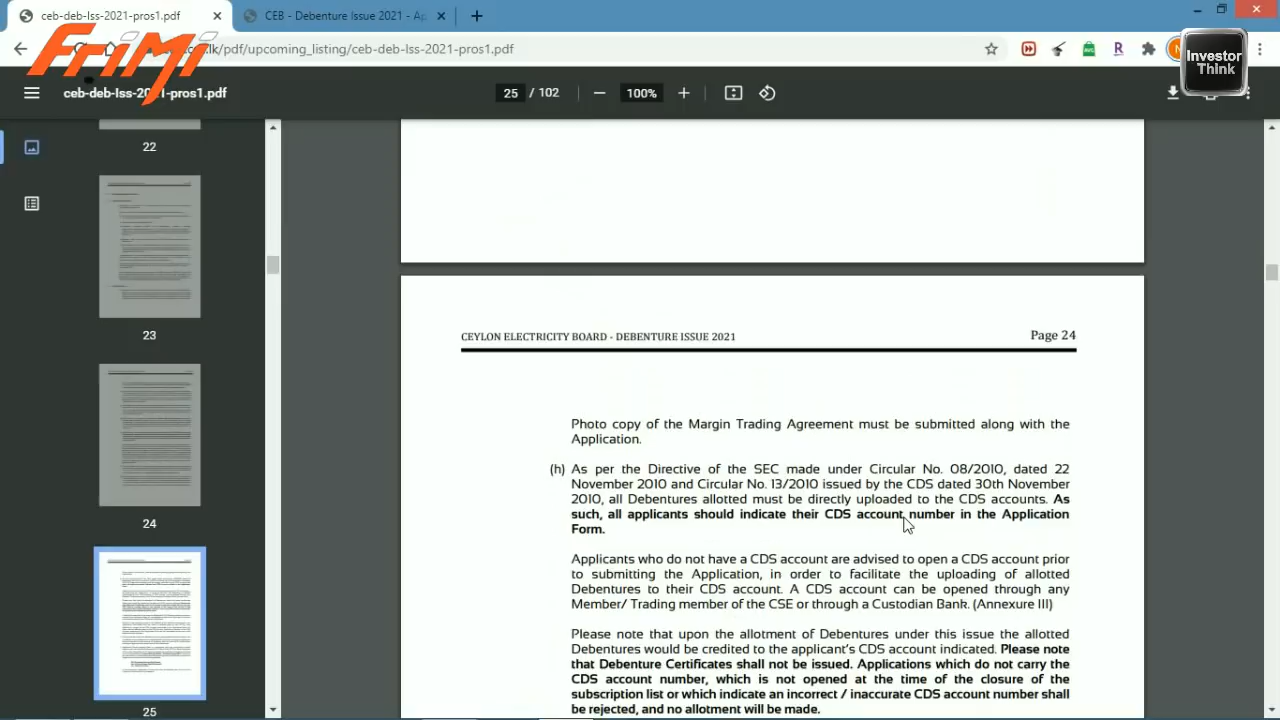 ceb-deb-lss-2021-pros1.pdf
CEB - Debenture Issue 2021 - Ap
.lk/pdf/upcoming_listing/ceb-deb-lss-2021-pros1.pdf
FriMi
Investor
Think
ceb-deb-lss-2021-pros1.pdf
25 / 102
100%
22
23
24
25
CEYLON ELECTRICITY BOARD - DEBENTURE ISSUE 2021
Page 24
Photo copy of the Margin Trading Agreement must be submitted along with the
Application.
(h) As per the Directive of the SEC made under Circular No. 08/2010, dated 22
November 2010 and Circular No. 13/2010 issued by the CDS dated 30th November
2010, all Debentures allotted must be directly uploaded to the CDS accounts. As
such, all applicants should indicate their CDS account number in the Application
Form.
Applicants who do not have a CDS account are advised to open a CDS account prior
to submitting the Application, in order to facilitate the uploading of allotted
Debentures to their CDS account. A CDS account can be opened through any
Member/ Trading member of the CSE or through a Custodian Bank. (Annexure III)
Please note that upon the allotment of Debentures under this issue the allotted
Debentures would be credited to the applicant's CDS account indicated. Please note
that Debenture Certificates shall not be issued. Applications which do not carry the
CDS account number, which is not opened at the time of the closure of the
subscription list or which indicate an incorrect / inaccurate CDS account number shall
be rejected, and no allotment will be made.